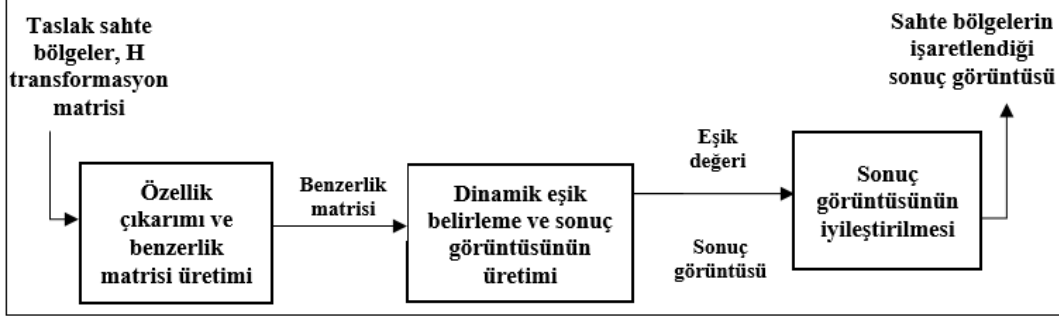 Taslak sahte
bölgeler, H
transformasyon
matrisi
Özellik
çıkarımı ve
benzerlik
matrisi üretimi
Benzerlik
matrisi
Dinamik eşik
belirleme ve sonuç
görüntüsünün
üretimi
Eşik
değeri
Sonuç
görüntüsü
Sonuç
görüntüsünün
iyileştirilmesi
Sahte bölgelerin
işaretlendiği
sonuç görüntüsü